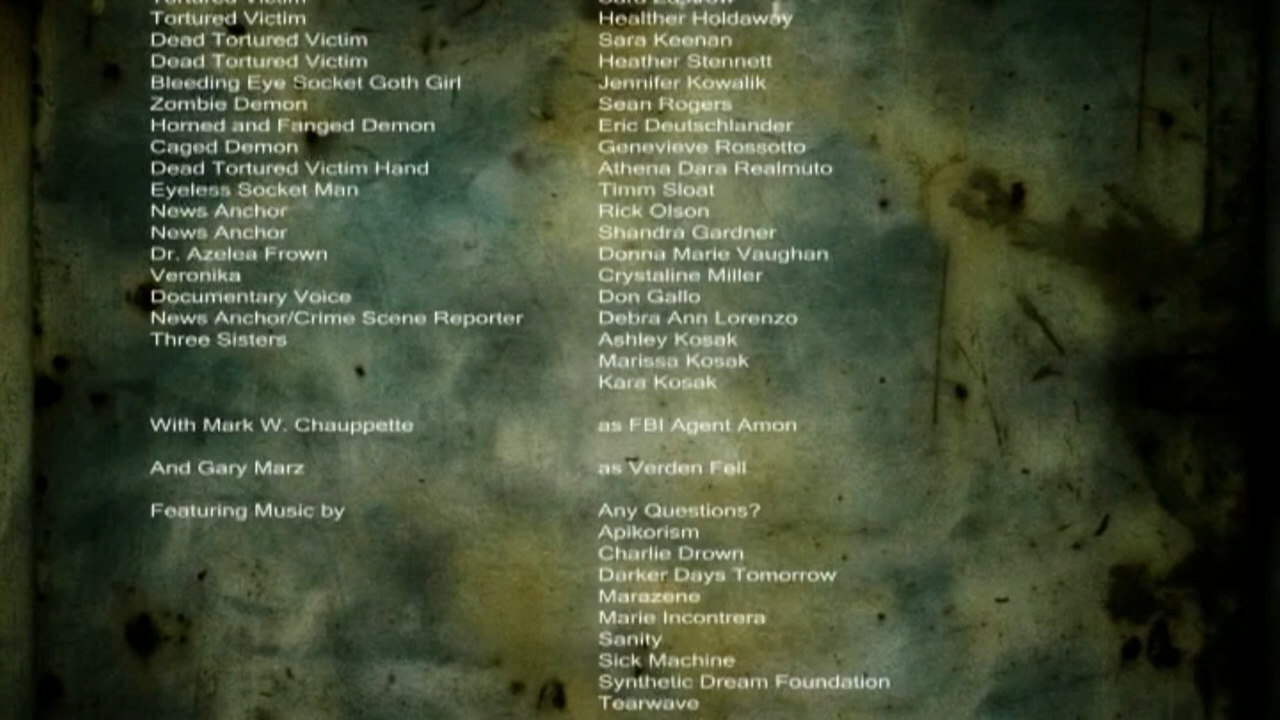 Tortured Victim
Tortured Victim Healther Holdaway
Dead Tortured Victim Sara Keenan
Dead Tortured Victim Heather Stennett
Bleeding Eye Socket Goth Girl Jennifer Kowalik
Zombie Demon Sean Rogers
Horned and Fanged Demon Eric Deutschlander
Caged Demon Genevieve Rossotto
Dead Tortured Victim Hand Athena Dara Realmuto
Eyeless Socket Man Timm Sloat
News Anchor Rick Olson
News Anchor Shandra Gardner
Dr. Azelea Frown Donna Marie Vaughan
Veronika Crystaline Miller
Documentary Voice Don Gallo
News Anchor/Crime Scene Reporter Debra Ann Lorenzo
Three Sisters Ashley Kosak
Marissa Kosak
Kara Kosak
With Mark W. Chauppette as FBI Agent Amon
And Gary Marz as Verden Fell
Featuring Music by Any Questions?
Apikorism
Charlie Drown
Darker Days Tomorrow
Marazene
Marie Incontrera
Sanity
Sick Machine
Synthetic Dream Foundation
Tearwave